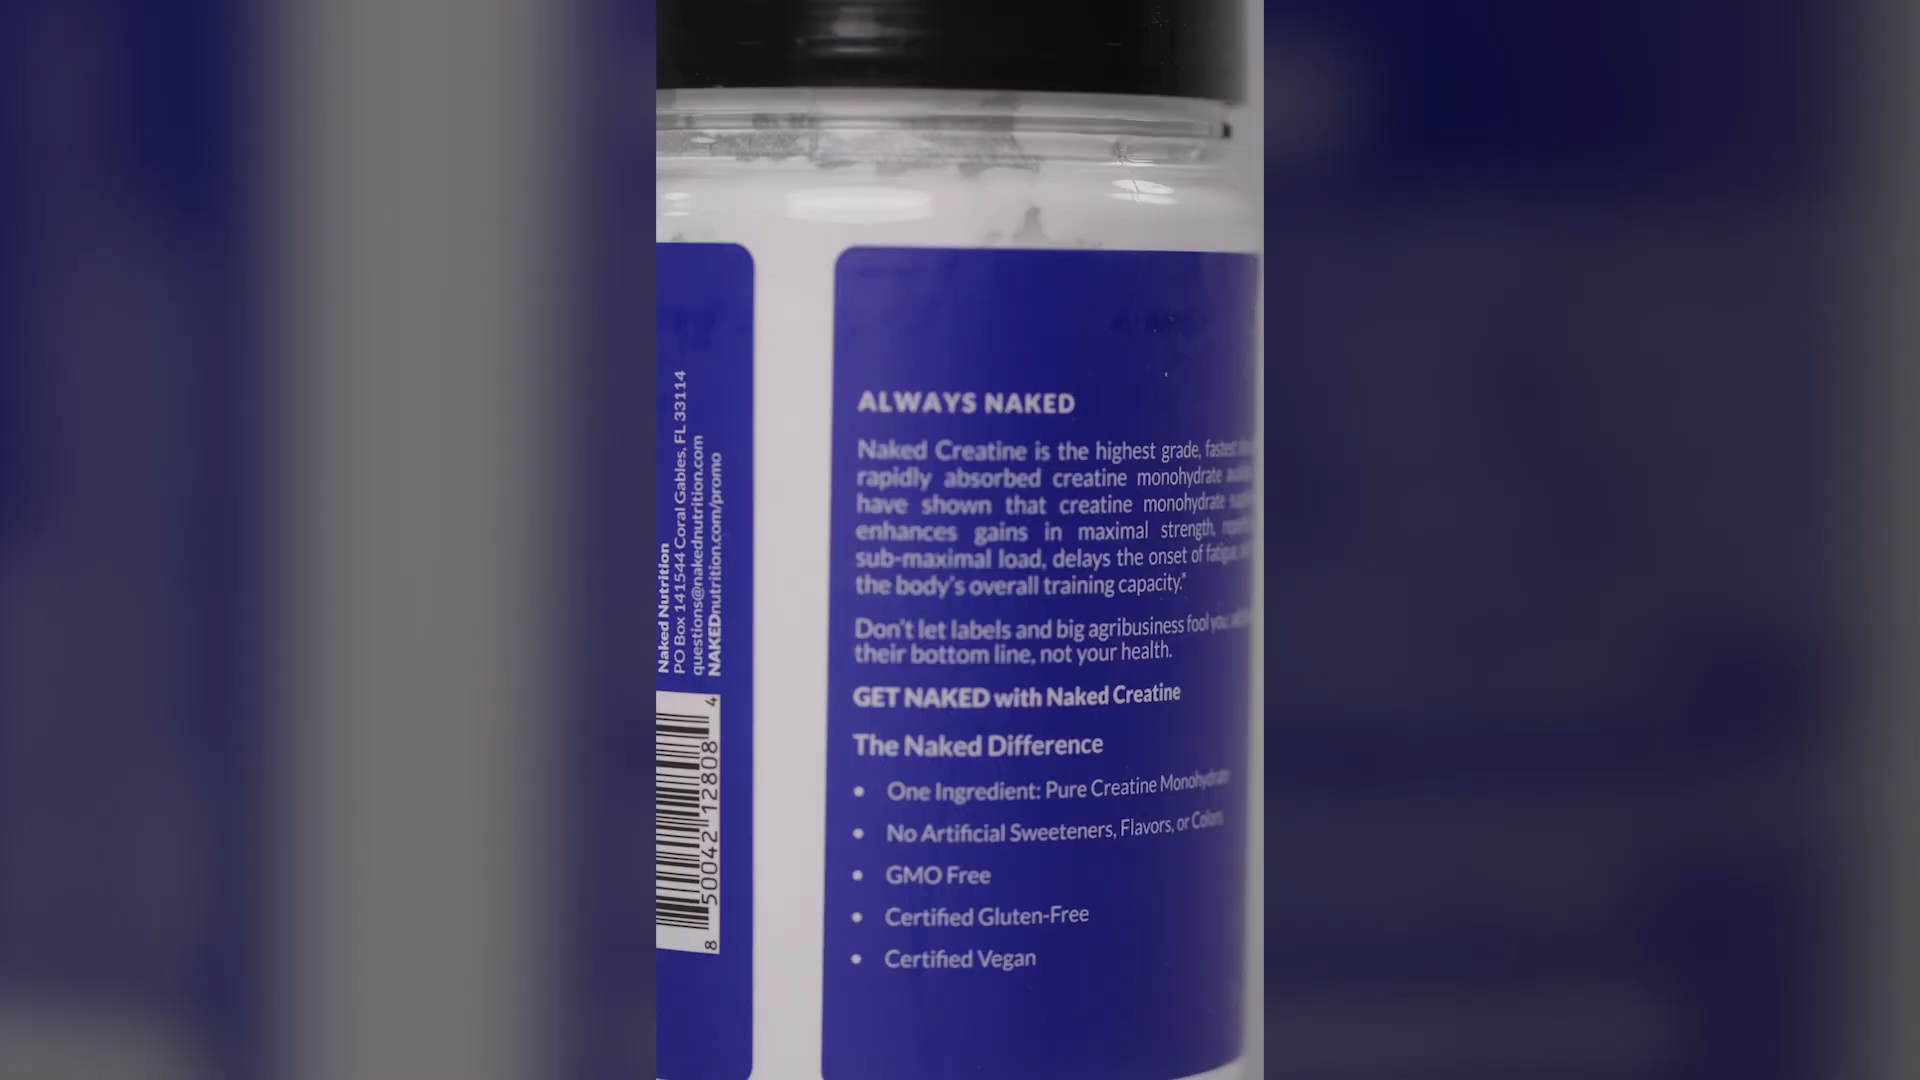 Naked Nutrition
PO Box 141544 Coral Gables, FL 33114
questions@nakednutrition.com
NAKEDnutrition.com/promo
8 50042 12808 4
ALWAYS NAKED
Naked Creatine is the highest grade, fastest
rapidly absorbed creatine monohydrate
have shown that creatine monohydrate
enhances gains in maximal strength,
sub-maximal load, delays the onset of fatigue,
the body's overall training capacity.*
Don't let labels and big agribusiness fool you
their bottom line, not your health.
GET NAKED with Naked Creatine
The Naked Difference
• One Ingredient: Pure Creatine Monohydrate
• No Artificial Sweeteners, Flavors, or Colors
• GMO Free
• Certified Gluten-Free
• Certified Vegan